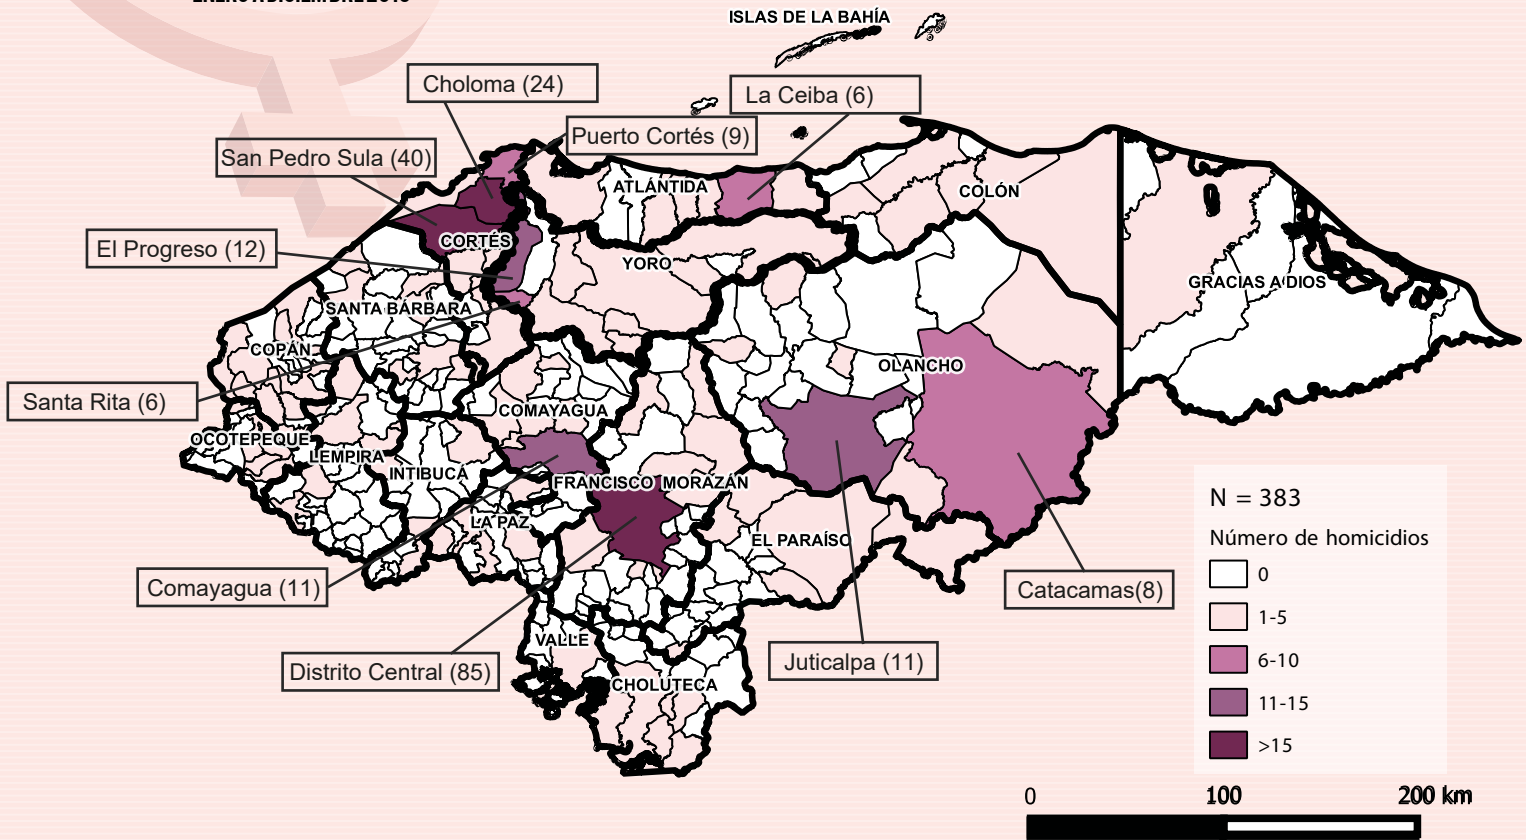 ISLAS DE LA BAHÍA
Choloma (24)
La Ceiba (6)
Puerto Cortés (9)
San Pedro Sula (40)
ATLÁNTIDA
COLÓN
El Progreso (12)
CORTÉS
YORO
GRACIAS A DIOS
SANTA BÁRBARA
COPÁN
OLANCHO
Santa Rita (6)
COMAYAGUA
OCOTEPEQUE
LEMPIRA
INTIBUCÁ
FRANCISCO MORAZÁN
LA PAZ
EL PARAÍSO
N = 383
Número de homicidios
0
1-5
6-10
11-15
>15
Comayagua (11)
Catacamas(8)
VALLE
Distrito Central (85)
Juticalpa (11)
CHOLUTECA
0 100 200 km